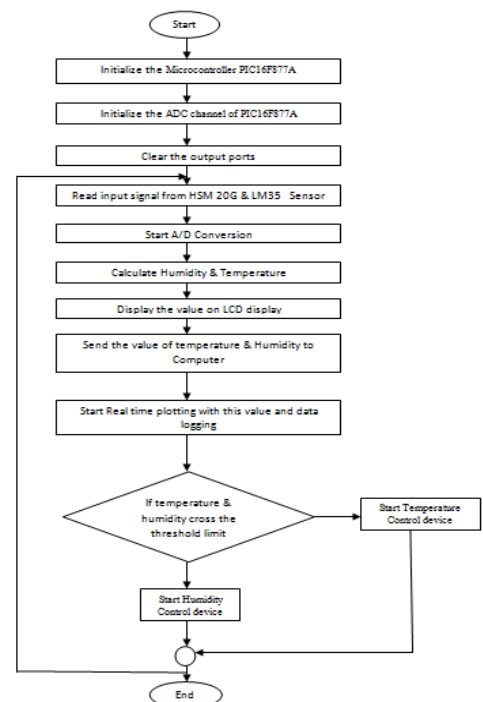 Start
Initialize the Microcontroller PIC16F877A
Initialize the ADC channel of PIC16F877A
Clear the output ports
Read input signal from HSM 20G & LM35 Sensor
Start A/D Conversion
Calculate Humidity & Temperature
Display the value on LCD display
Send the value of temperature & Humidity to
Computer
Start Real time plotting with this value and data
logging
If temperature &
humidity cross the
threshold limit
Start Temperature
Control device
Start Humidity
Control device
End